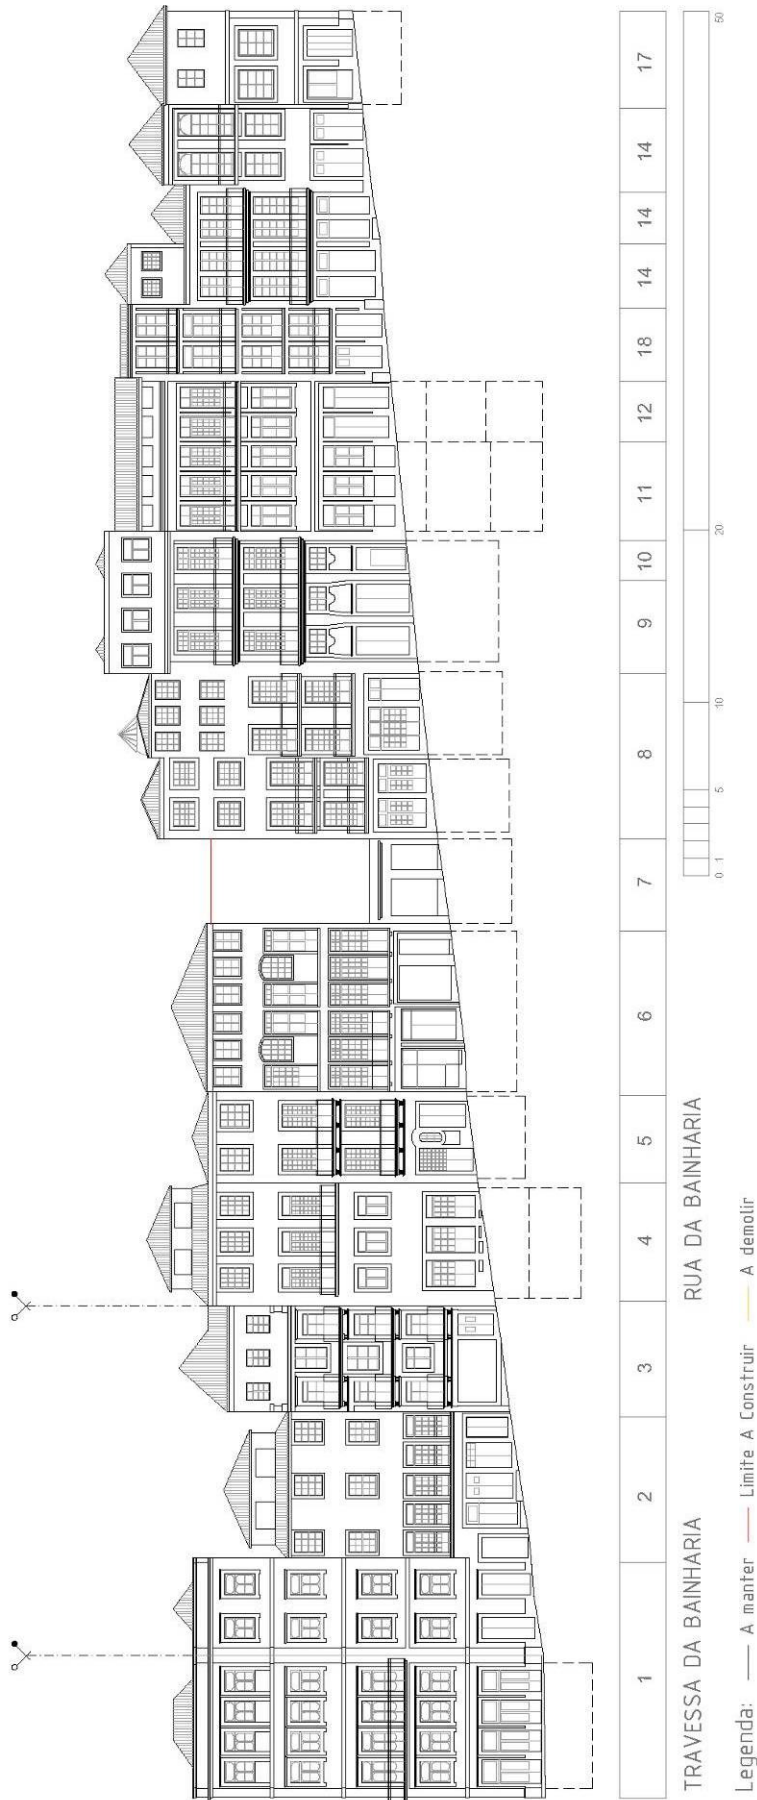 1 2 3 4 5 6 7 8 9 10 11 12 18 14 14 14 17
TRAVESSA DA BAINHARIA RUA DA BAINHARIA
0 1 5 10 20 50
Legenda: A manter Limite A Construir A demolir